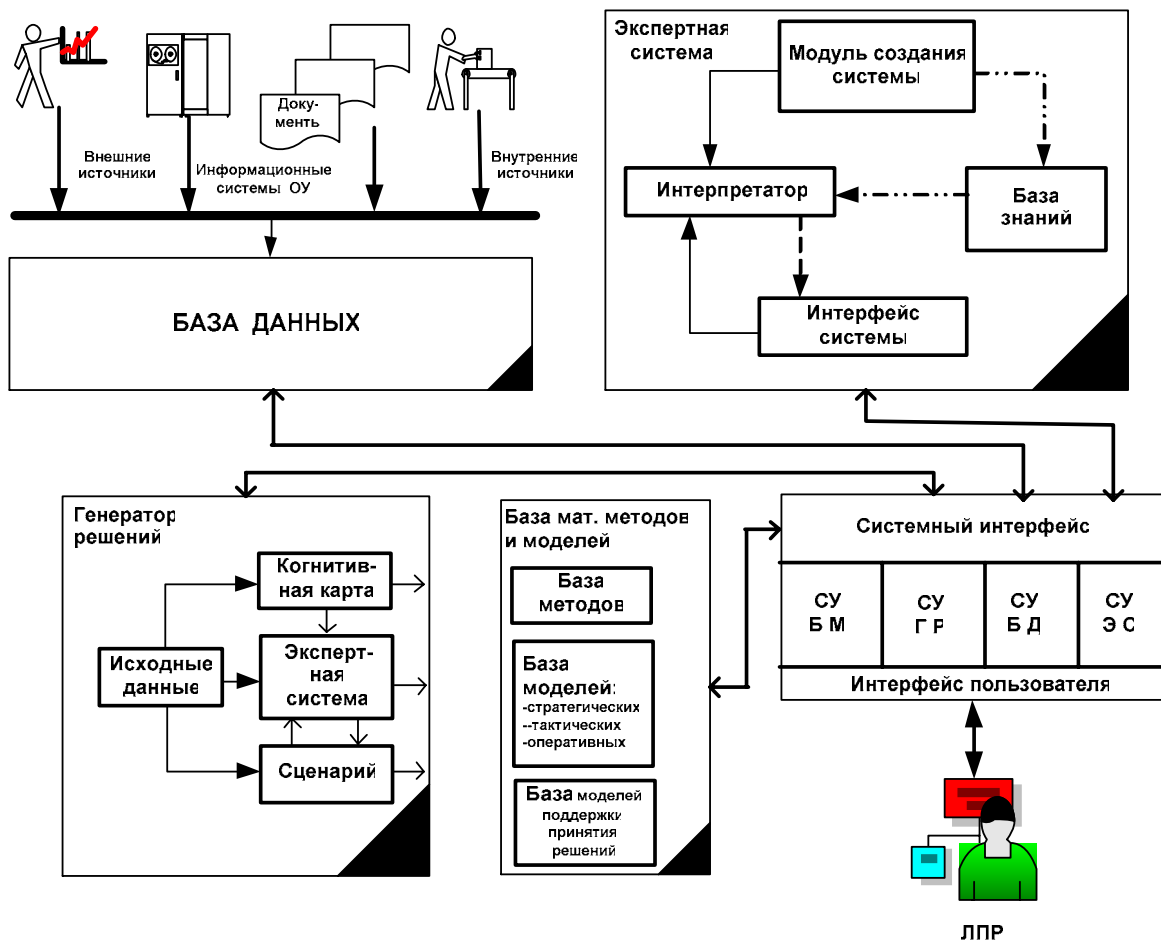 Доку-
менть
Внешние
источники
Информационные
системы ОУ
Внутренние
источники
БАЗА ДАННЫХ
Экспертная
система
Модуль создания
системы
Интерпретатор
База
знаний
Интерфейс
системы
Генератор
решений
Когнитив-
ная карта
Исходные
данные
Эксперт-
ная
система
Сценарий
База мат. методов
и моделей
База
методов
База
моделей:
-стратегических
--тактических
-оперативных
База моделей
поддержки
принятия
решений
Системный интерфейс
СУ
Б М
СУ
Г Р
СУ
Б Д
СУ
Э С
Интерфейс пользователя
ЛПР